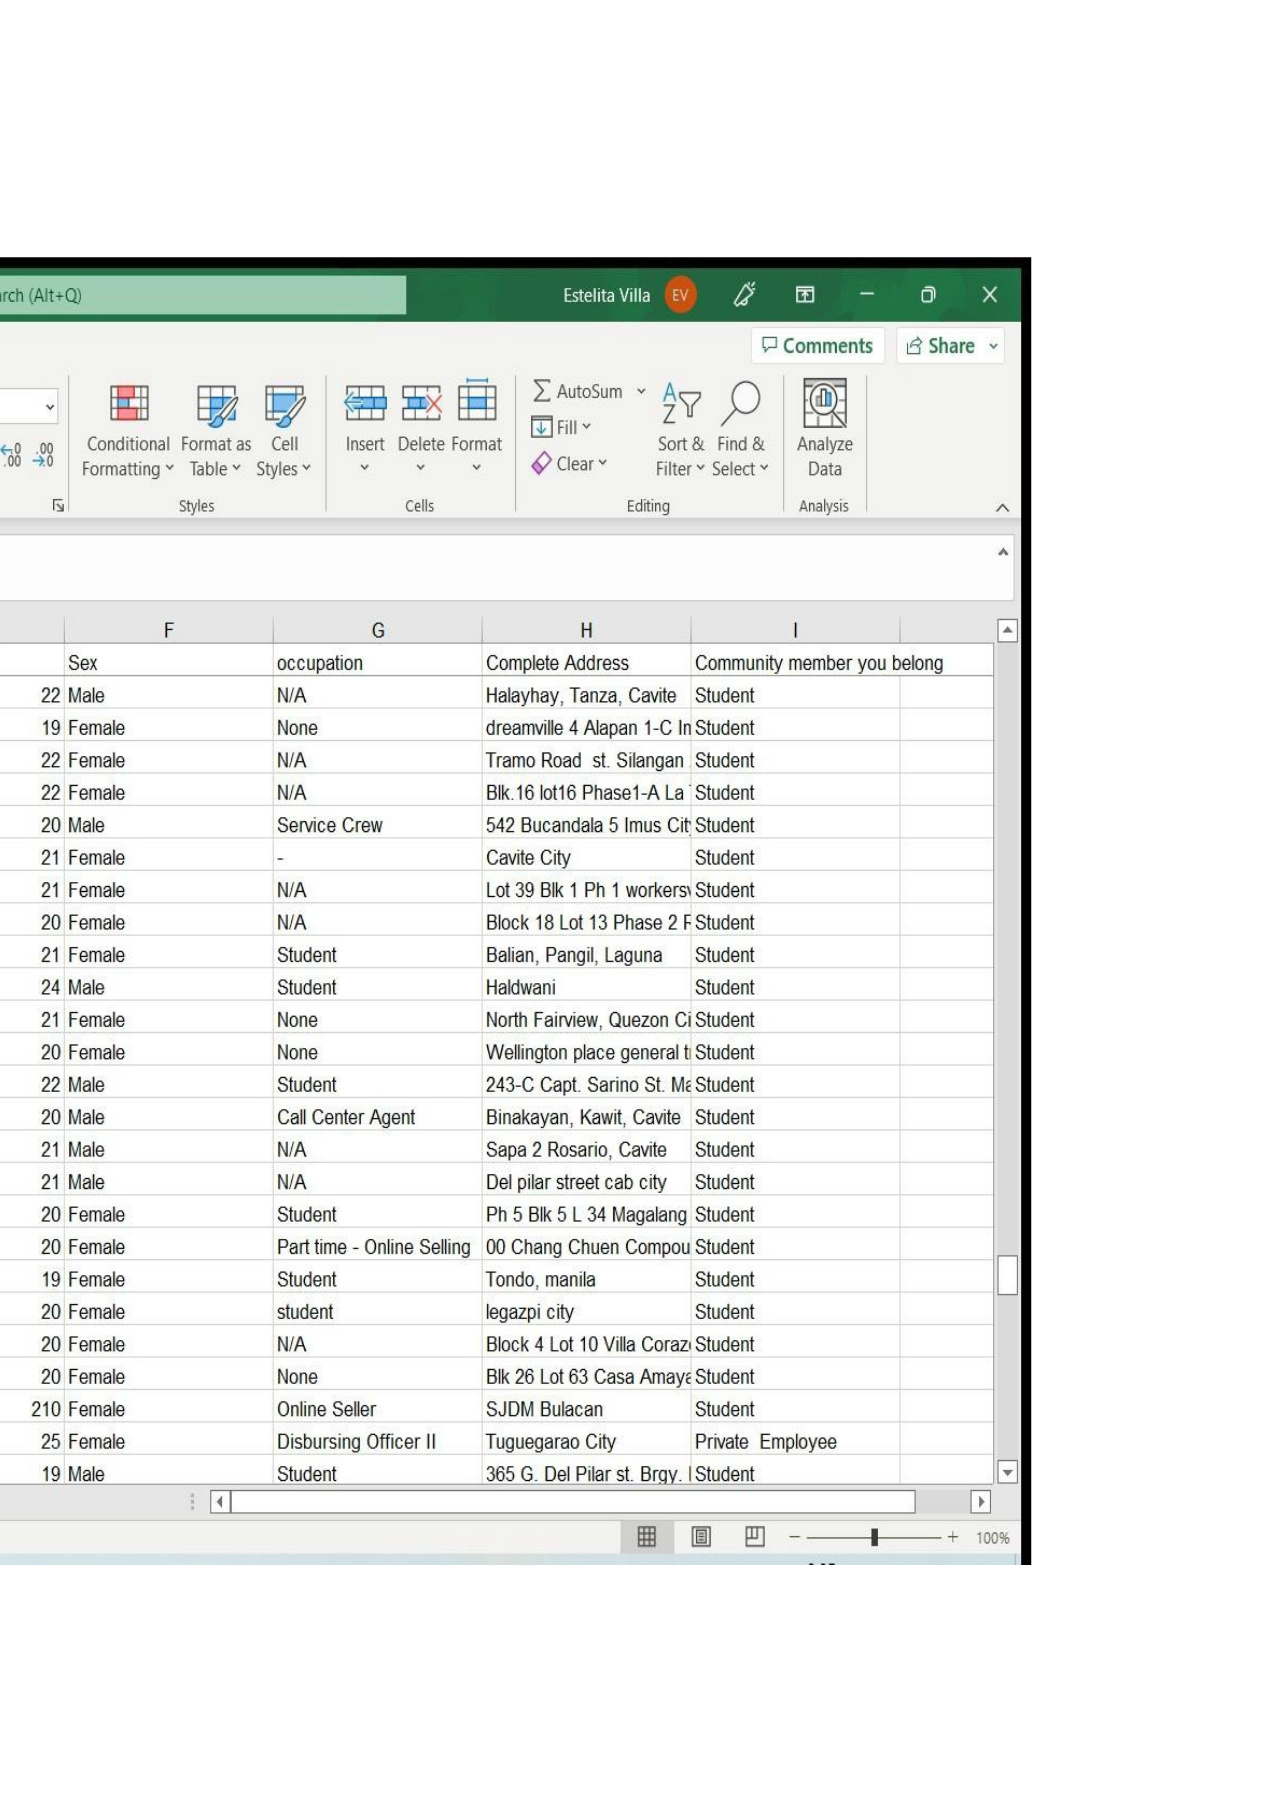 rch (Alt+Q) Estelita Villa EV
Comments Share
Conditional Format as Cell Insert Delete Format AutoSum Fill Clear Sort & Find & Analyze
Formatting Table Styles Filter Select Data
Styles Cells Editing Analysis
F G H I
Sex occupation Complete Address Community member you belong
22 Male N/A Halayhay, Tanza, Cavite Student
19 Female None dreamville 4 Alapan 1-C Student
22 Female N/A Tramo Road st. Silangan Student
22 Female N/A Blk.16 lot16 Phase1-A La Student
20 Male Service Crew 542 Bucandala 5 Imus Student
21 Female - Cavite City Student
21 Female N/A Lot 39 Blk 1 Ph 1 Student
20 Female N/A Block 18 Lot 13 Phase 2 Student
21 Female Student Balian, Pangil, Laguna Student
24 Male Student Haldwani Student
21 Female None North Fairview, Quezon Student
20 Female None Wellington place general Student
22 Male Student 243-C Capt. Sarino St. Student
20 Male Call Center Agent Binakayan, Kawit, Cavite Student
21 Male N/A Sapa 2 Rosario, Cavite Student
21 Male N/A Del pilar street cab city Student
20 Female Student Ph 5 Blk 5 L 34 Magalang Student
20 Female Part time - Online Selling 00 Chang Chuen Compou Student
19 Female Student Tondo, manila Student
20 Female student legazpi city Student
20 Female N/A Block 4 Lot 10 Villa Student
20 Female None Blk 26 Lot 63 Casa Student
210 Female Online Seller SJDM Bulacan Student
25 Female Disbursing Officer II Tuguegarao City Private Employee
19 Male Student 365 G. Del Pilar st. Brgy. Student
100%